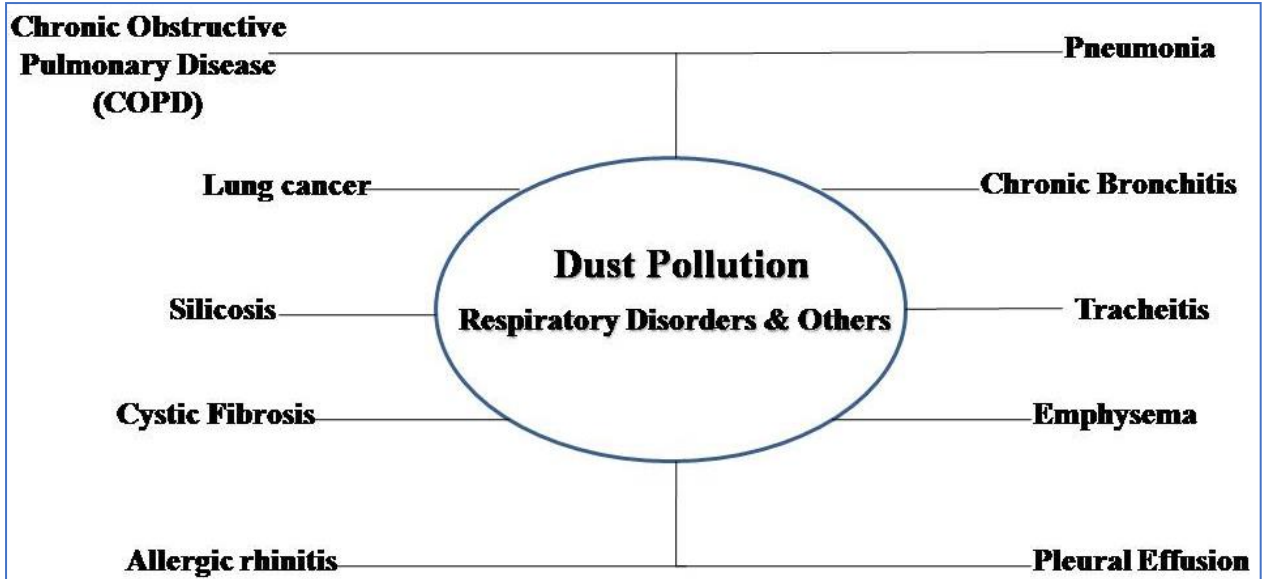 Chronic Obstructive
Pulmonary Disease
(COPD)
Pneumonia
Lung cancer
Chronic Bronchitis
Dust Pollution
Respiratory Disorders & Others
Silicosis
Tracheitis
Cystic Fibrosis
Emphysema
Allergic rhinitis
Pleural Effusion